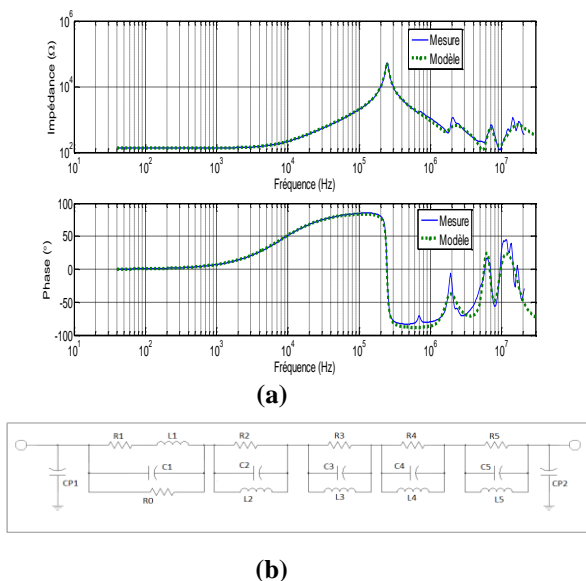 10^6
10^4
10^2
Impédance (Ω)
Mesure
Modèle
10^1 10^2 10^3 10^4 10^5 10^6 10^7
Fréquence (Hz)
100
50
0
-50
-100
Phase (°)
Mesure
Modèle
10^1 10^2 10^3 10^4 10^5 10^6 10^7
Fréquence (Hz)
(a)
R1 L1 R2 R3 R4 R5
CP1 C1 C2 C3 C4 C5 CP2
R0 L2 L3 L4 L5
(b)